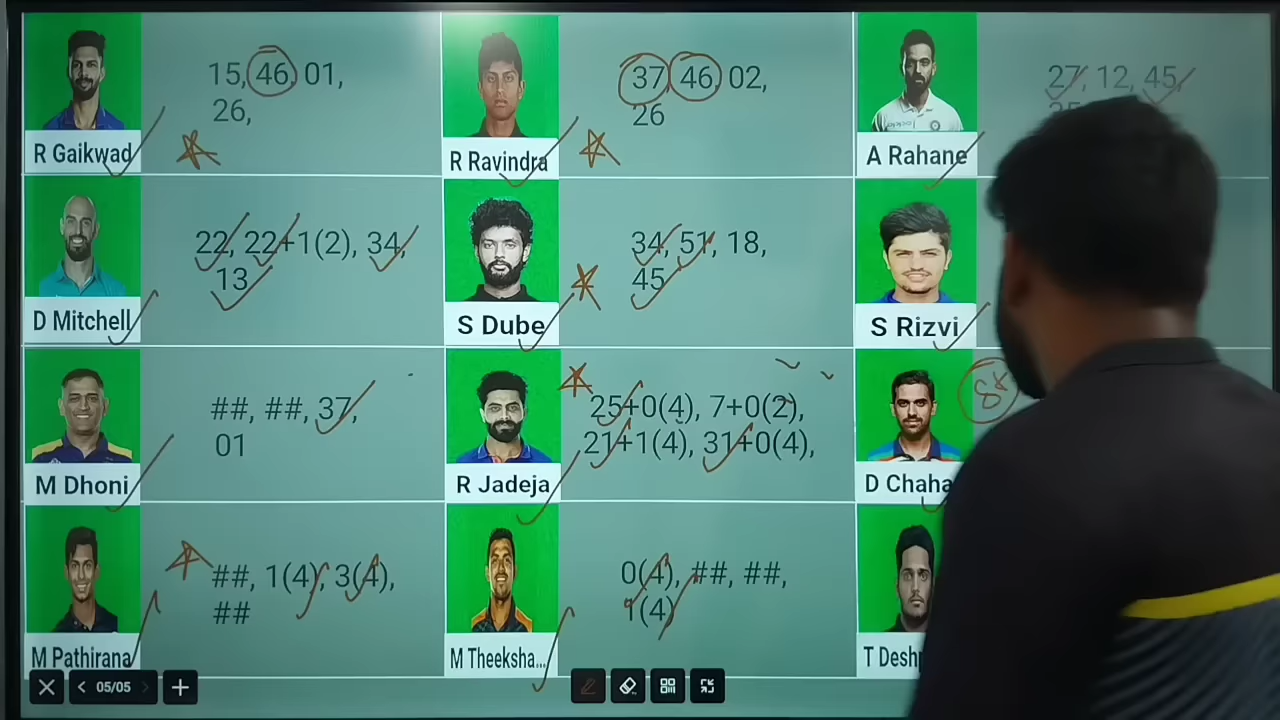 15, 46, 01,
26,
R Gaikwad
37, 46, 02,
26
R Ravindra
27, 12, 45,
A Rahane
22, 22+1(2), 34,
13
D Mitchell
34, 51, 18,
45
S Dube
S Rizvi
##, ##, 37,
01
M Dhoni
25+0(4), 7+0(2),
21+1(4), 31+0(4),
R Jadeja
D Chaha
##, 1(4), 3(4),
##
M Pathirana
0(4), ##, ##,
1(4)
M Theeksha...
T Deshp
05/05